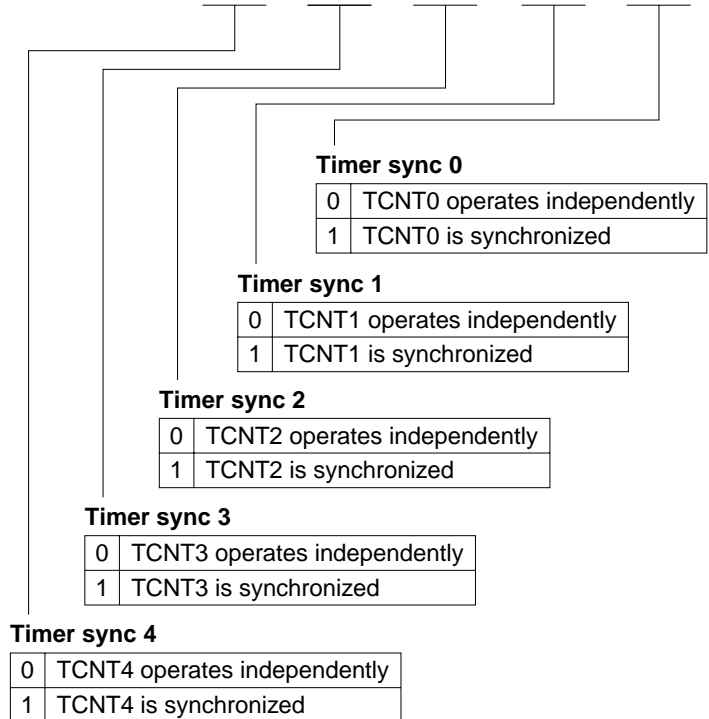 Timer sync 0
0 TCNT0 operates independently
1 TCNT0 is synchronized
Timer sync 1
0 TCNT1 operates independently
1 TCNT1 is synchronized
Timer sync 2
0 TCNT2 operates independently
1 TCNT2 is synchronized
Timer sync 3
0 TCNT3 operates independently
1 TCNT3 is synchronized
Timer sync 4
0 TCNT4 operates independently
1 TCNT4 is synchronized